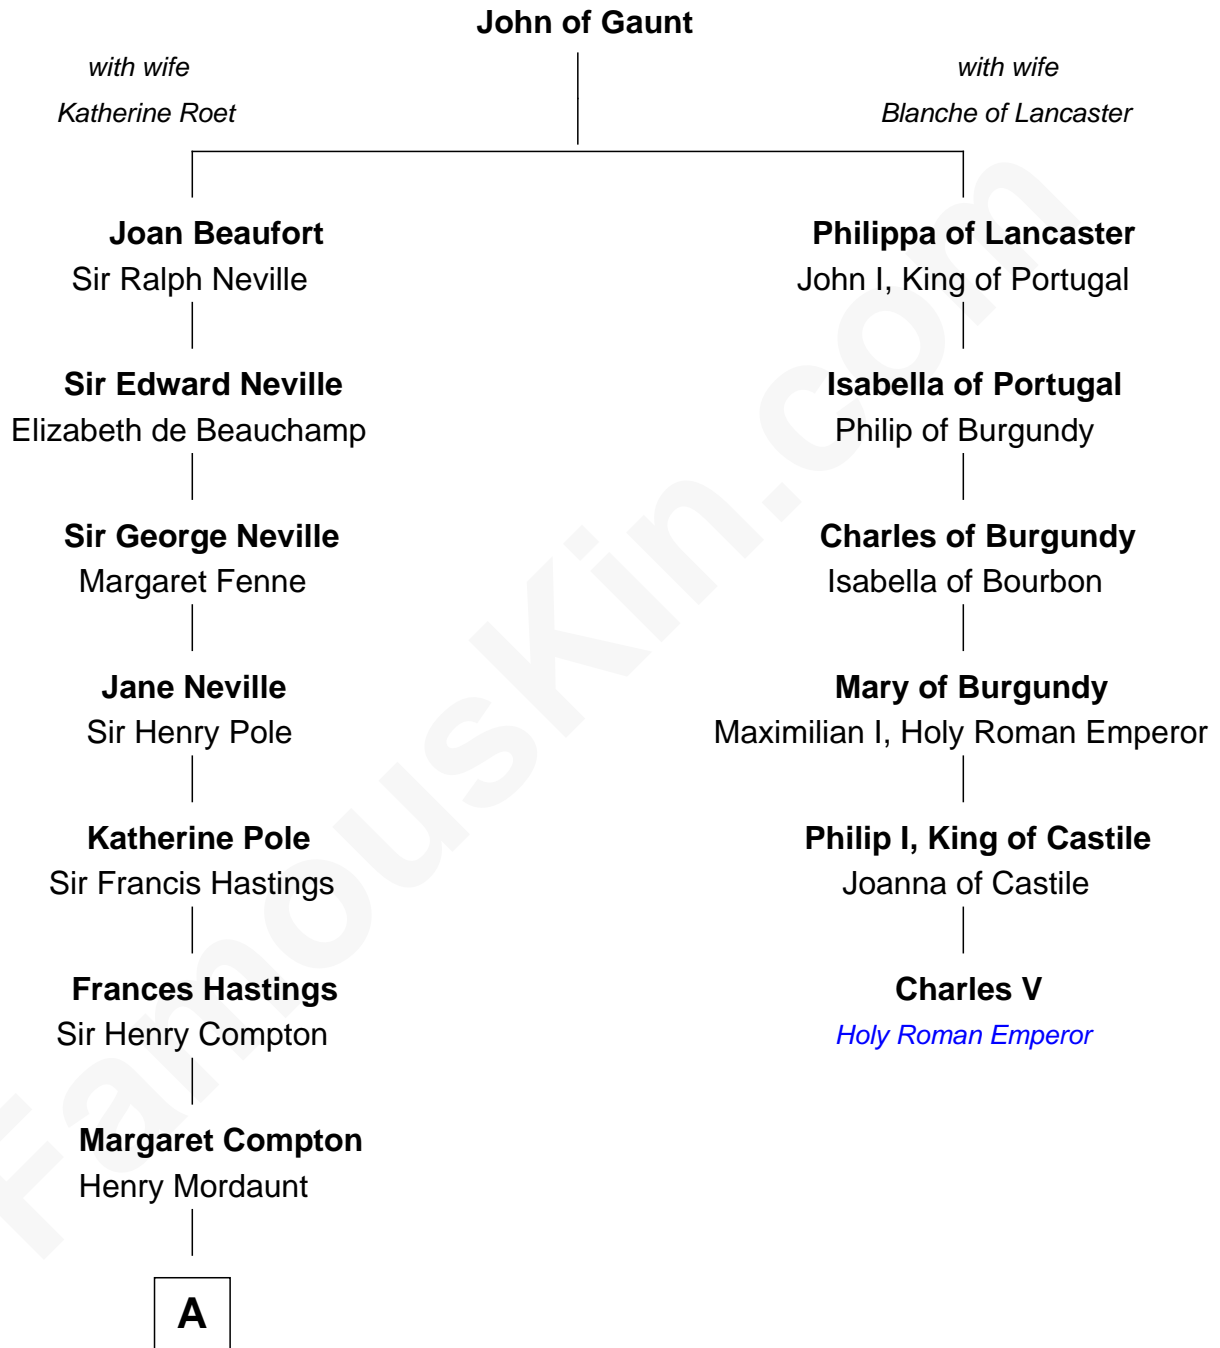 John of Gaunt
with wife
Katherine Roet
with wife
Blanche of Lancaster
Joan Beaufort
Sir Ralph Neville
Sir Edward Neville
Elizabeth de Beauchamp
Sir George Neville
Margaret Fenne
Jane Neville
Sir Henry Pole
Katherine Pole
Sir Francis Hastings
Frances Hastings
Sir Henry Compton
Margaret Compton
Henry Mordaunt
A
Philippa of Lancaster
John I, King of Portugal
Isabella of Portugal
Philip of Burgundy
Charles of Burgundy
Isabella of Bourbon
Mary of Burgundy
Maximilian I, Holy Roman Emperor
Philip I, King of Castile
Joanna of Castile
Charles V
Holy Roman Emperor
FamousKin.com